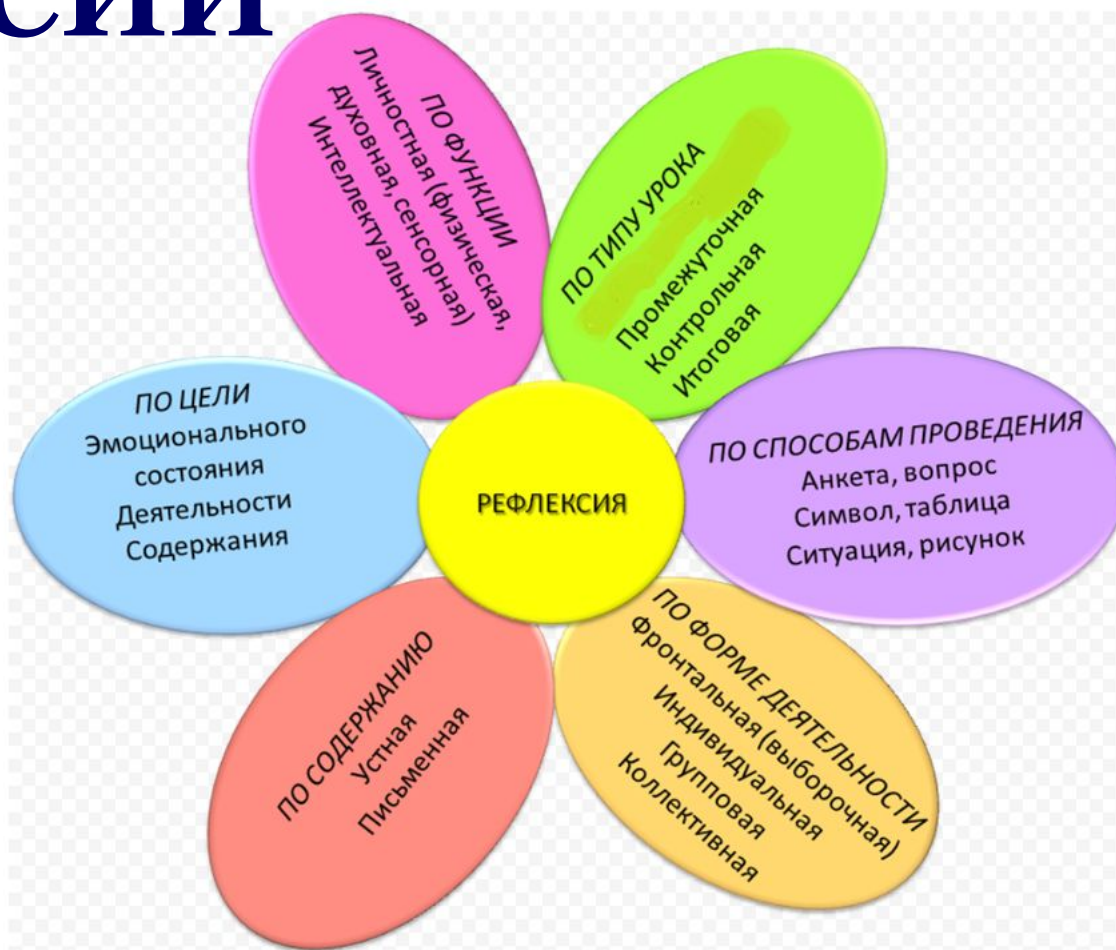 сии
ПО ФУНКЦИИ
Личностная (физическая,
духовная, сенсорная)
Интеллектуальная
ПО ТИПУ УРОКА
Промежуточная
Контрольная
Итоговая
ПО ЦЕЛИ
Эмоционального
состояния
Деятельности
Содержания
РЕФЛЕКСИЯ
ПО СПОСОБАМ ПРОВЕДЕНИЯ
Анкета, вопрос
Символ, таблица
Ситуация, рисунок
ПО СОДЕРЖАНИЮ
Устная
Письменная
ПО ФОРМЕ ДЕЯТЕЛЬНОСТИ
Фронтальная (выборочная)
Индивидуальная
Групповая
Коллективная